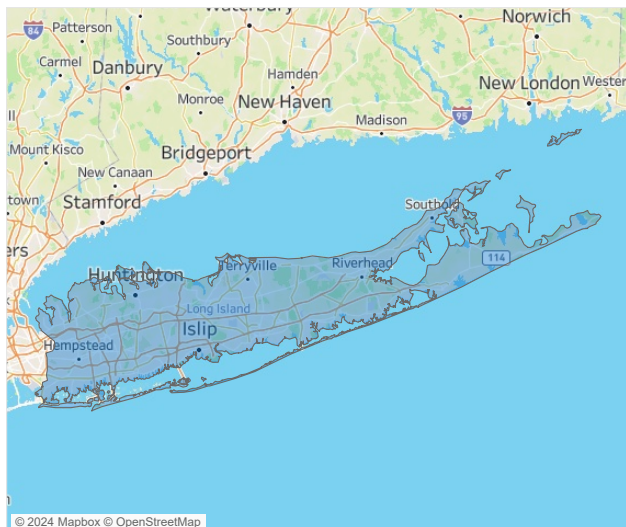 Waterbury
Norwich
84
Patterson
Southbury
Carmel
Danbury
Hamden
New London
Western
Monroe
New Haven
95
Madison
Mount Kisco
Bridgeport
New Canaan
town
Stamford
Southold
ers
114
Huntington
Terryville
Riverhead
Long Island
Islip
Hempstead
© 2024 Mapbox © OpenStreetMap